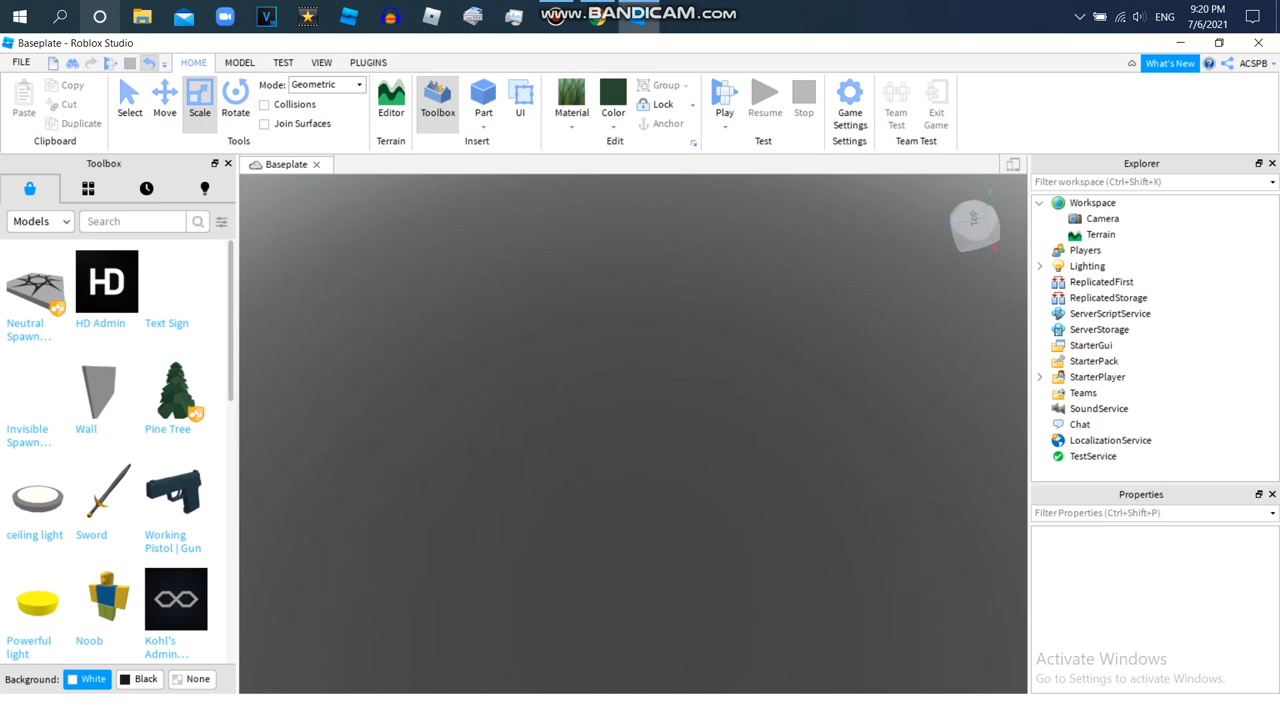 www.BANDICAM.com
ENG
9:20 PM
7/6/2021
Baseplate - Roblox Studio
FILE
HOME
MODEL
TEST
VIEW
PLUGINS
What's New
ACSPB
Paste
Copy
Cut
Duplicate
Clipboard
Select
Move
Scale
Rotate
Mode: Geometric
Collisions
Join Surfaces
Tools
Editor
Terrain
Toolbox
Part
UI
Insert
Material
Color
Group
Lock
Anchor
Edit
Play
Resume
Stop
Test
Game
Settings
Settings
Team
Test
Exit
Game
Team Test
Toolbox
Models
Search
Neutral
Spawn...
HD
HD Admin
Text Sign
Invisible
Spawn...
Wall
Pine Tree
ceiling light
Sword
Working
Pistol | Gun
Powerful
light
Noob
Kohl's
Admin...
Background: White Black None
Baseplate
Y
TOP
Explorer
Filter workspace (Ctrl+Shift+X)
Workspace
Camera
Terrain
Players
Lighting
ReplicatedFirst
ReplicatedStorage
ServerScriptService
ServerStorage
StarterGui
StarterPack
StarterPlayer
Teams
SoundService
Chat
LocalizationService
TestService
Properties
Filter Properties (Ctrl+Shift+P)
Activate Windows
Go to Settings to activate Windows.